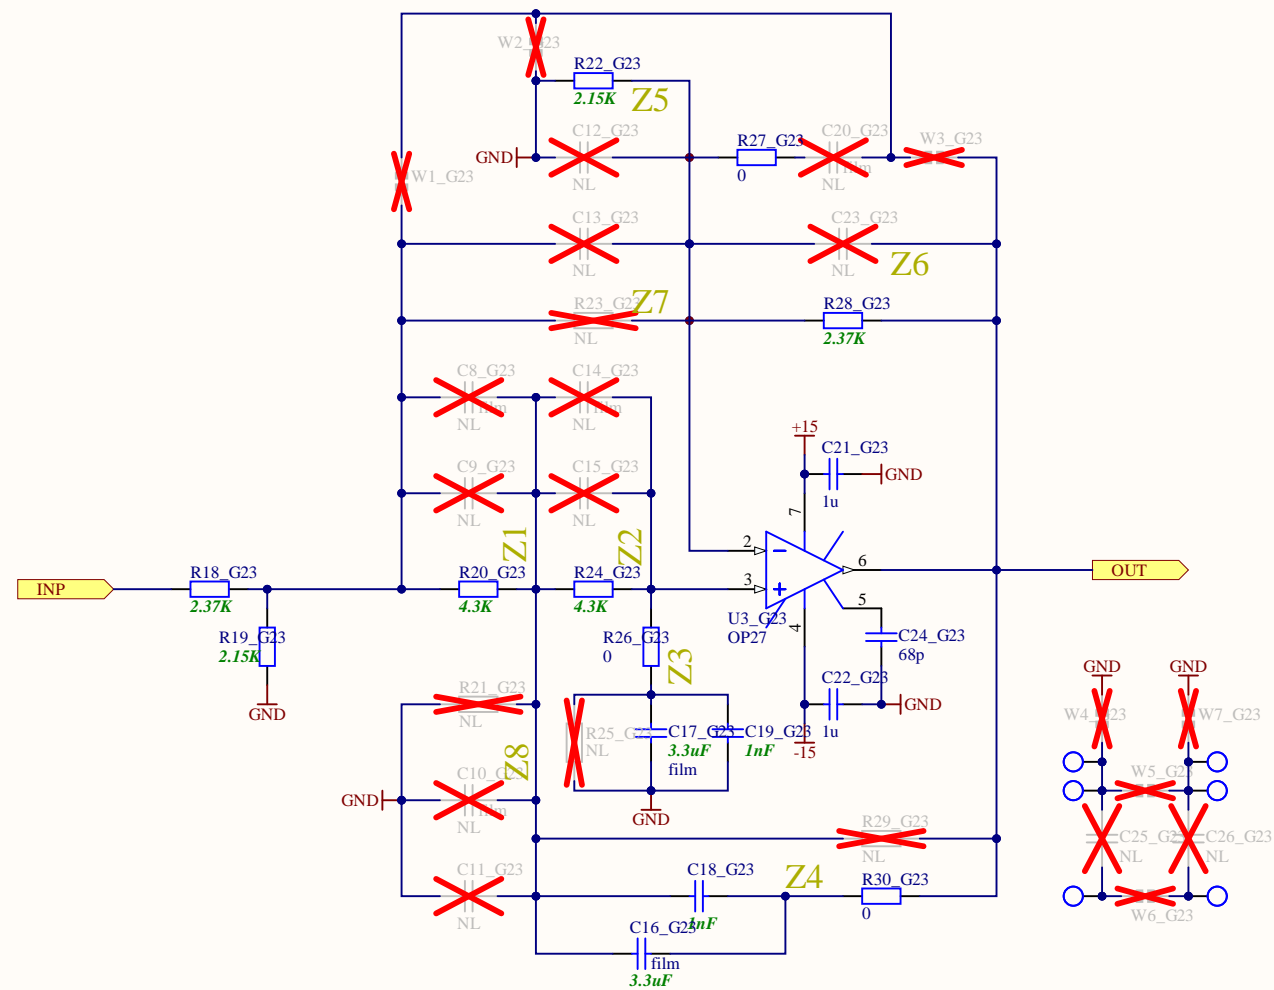 W2_G23
R22_G23
2.15K
Z5
C12_G23
NL
GND
R27_G23
0
C20_G23
film
NL
W3_G23
W1_G23
C13_G23
NL
C23_G23
NL
Z6
R23_G23
NL
Z7
R28_G23
2.37K
C8_G23
film
NL
C14_G23
film
NL
C9_G23
NL
C15_G23
NL
+15
C21_G23
GND
1u
7
Z1
Z2
2
3
6
5
4
U3_G23
OP27
OUT
INP
R18_G23
2.37K
R19_G23
2.15K
GND
R20_G23
4.3K
R24_G23
4.3K
R26_G23
0
Z3
C24_G23
68p
C22_G23
GND
1u
-15
R21_G23
NL
R25_G23
NL
C17_G23
3.3uF
film
C19_G23
1nF
GND
Z8
GND
C10_G23
film
NL
R29_G23
NL
C11_G23
NL
C18_G23
1nF
Z4
R30_G23
0
C16_G23
film
3.3uF
GND
GND
W4_G23
W7_G23
W5_G23
C25_G23
NL
C26_G23
NL
W6_G23